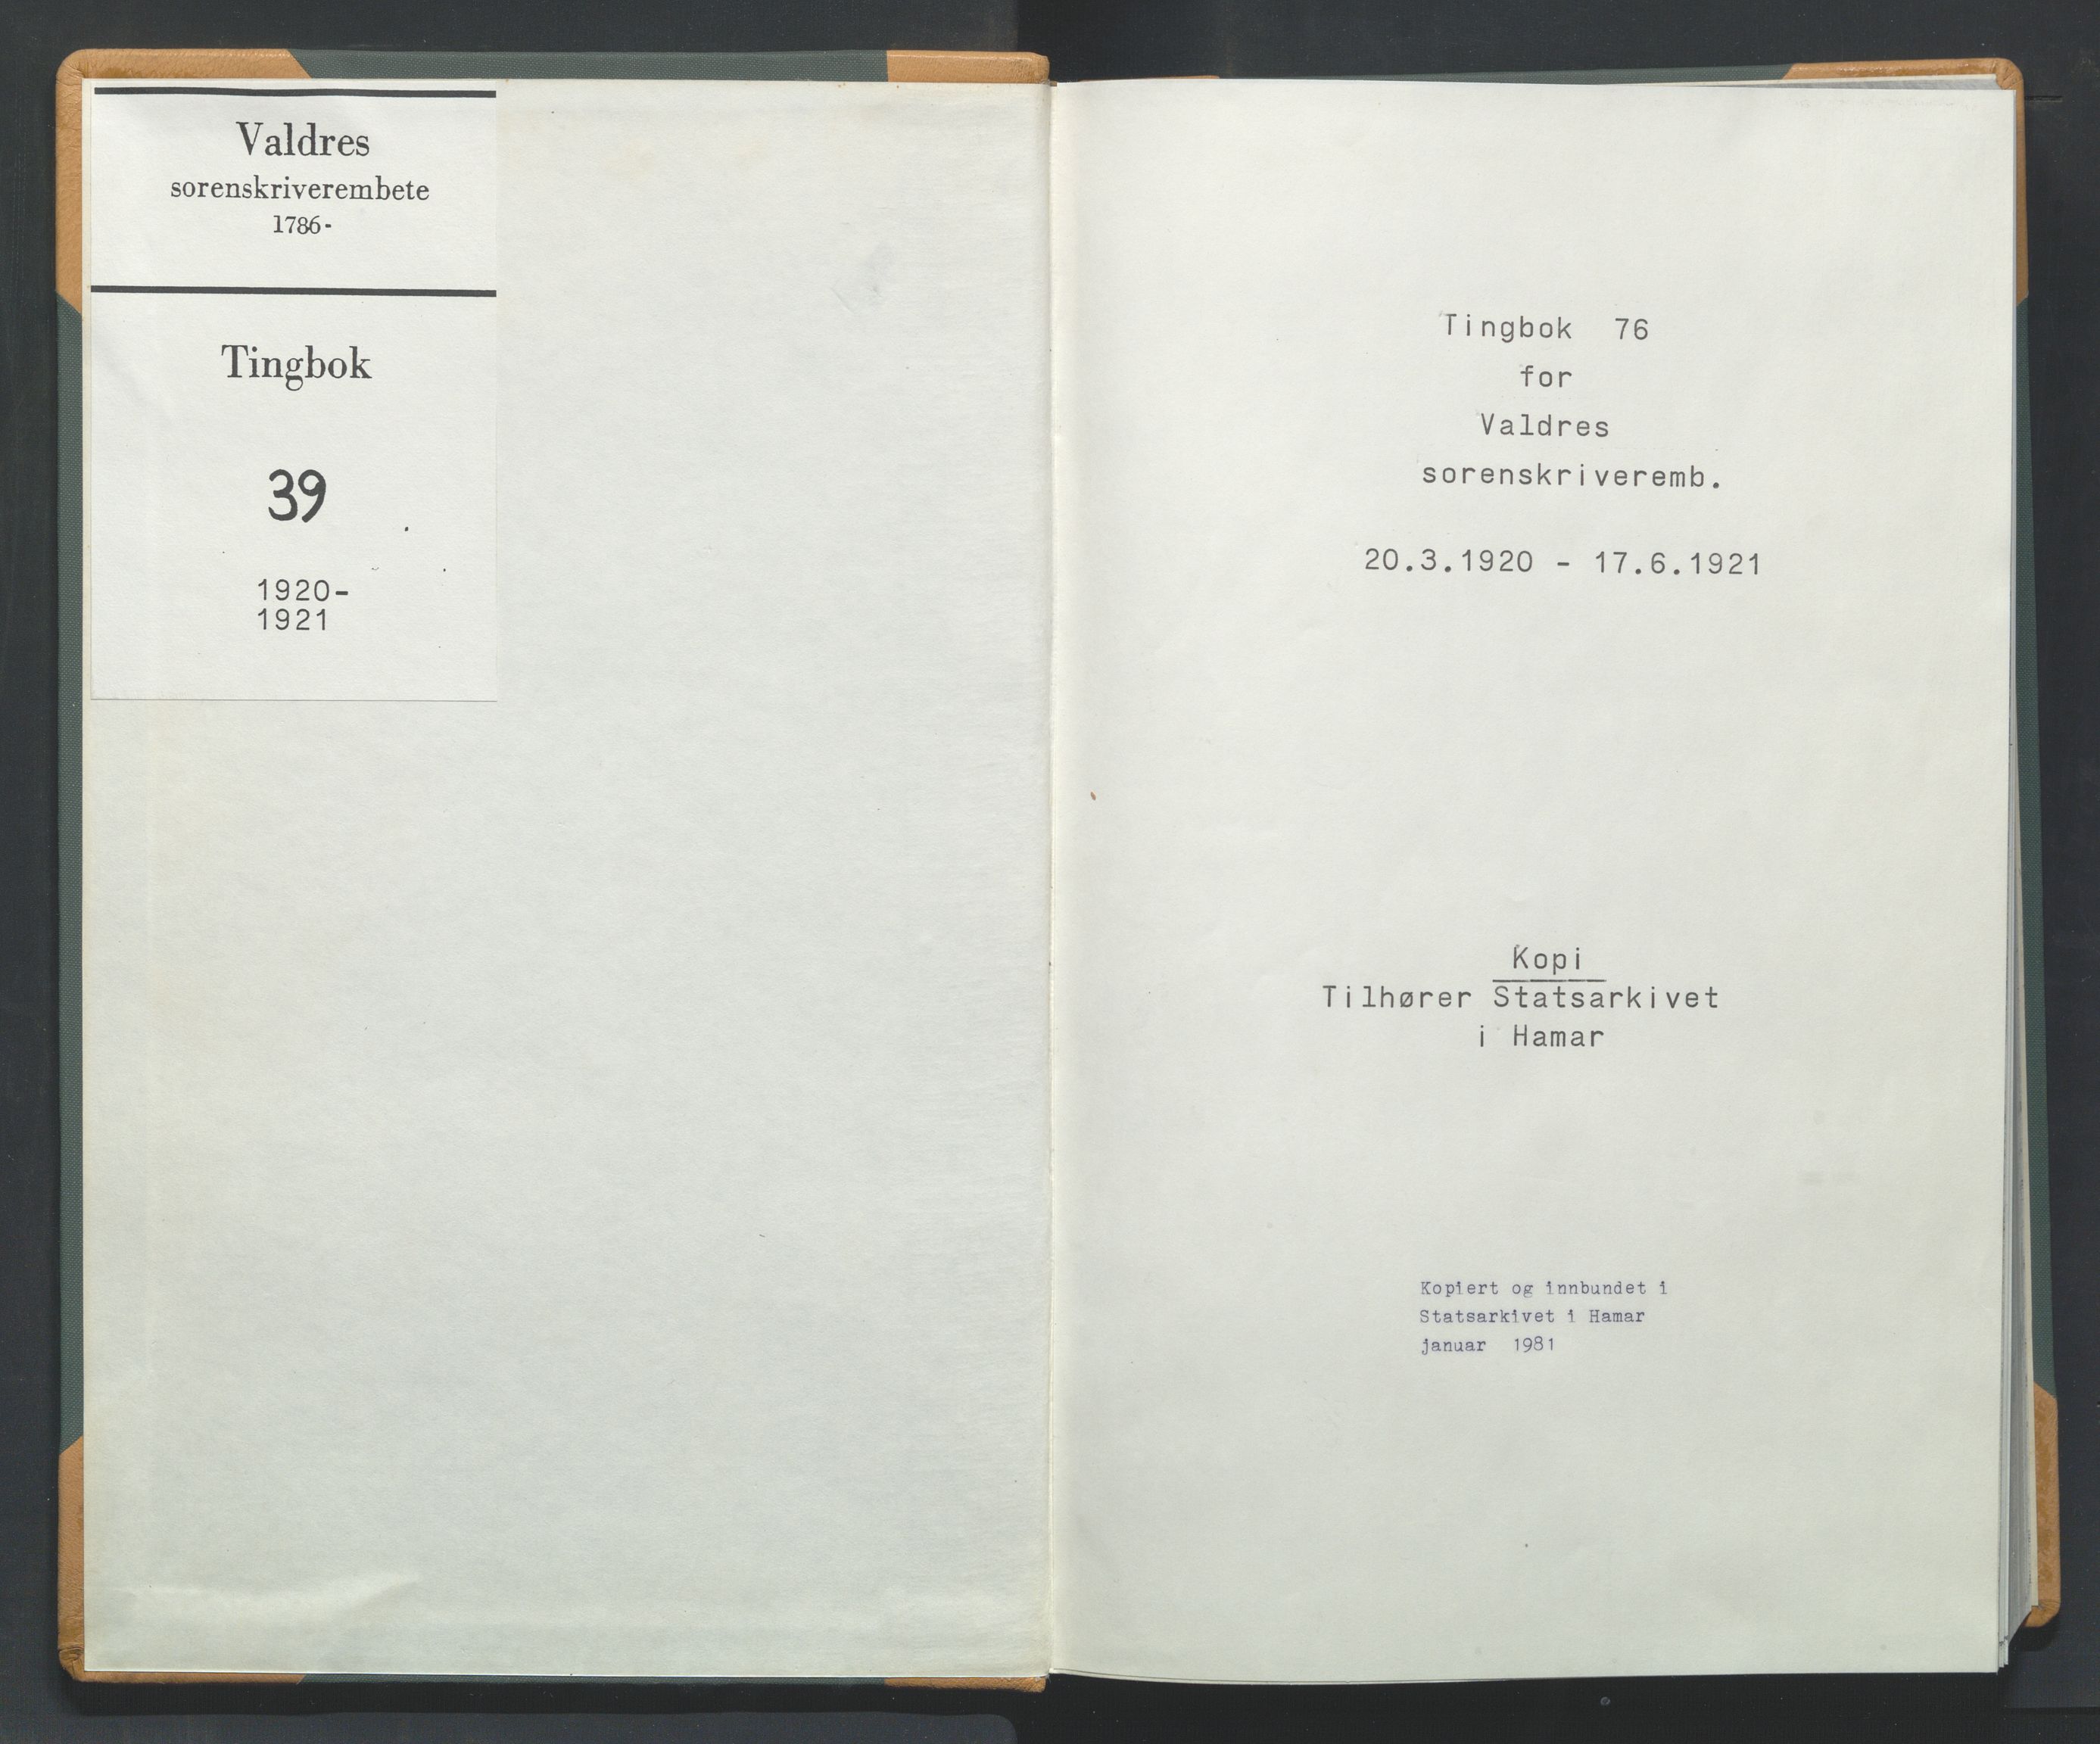 Valdres
sorenskriverembete
1786-
Tingbok
39
1920-
1921
Tingbok 76
for
Valdres
sorenskriveremb.
20.3.1920 - 17.6.1921
Kopi
Tilhører Statsarkivet
i Hamar
Kopiert og innbundet i
Statsarkivet i Hamar
januar 1981